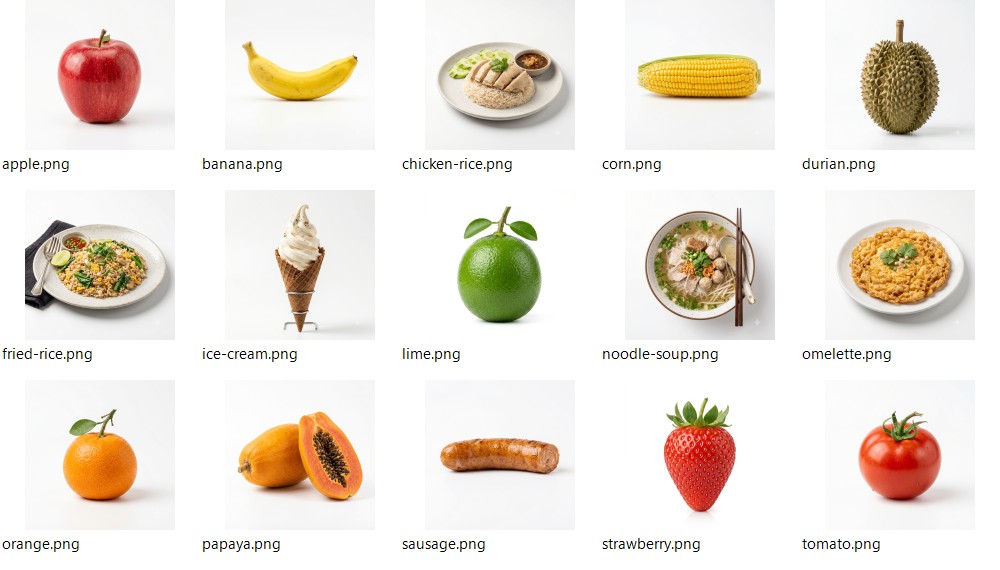 apple.png
banana.png
chicken-rice.png
corn.png
durian.png
fried-rice.png
ice-cream.png
lime.png
noodle-soup.png
omelette.png
orange.png
papaya.png
sausage.png
strawberry.png
tomato.png